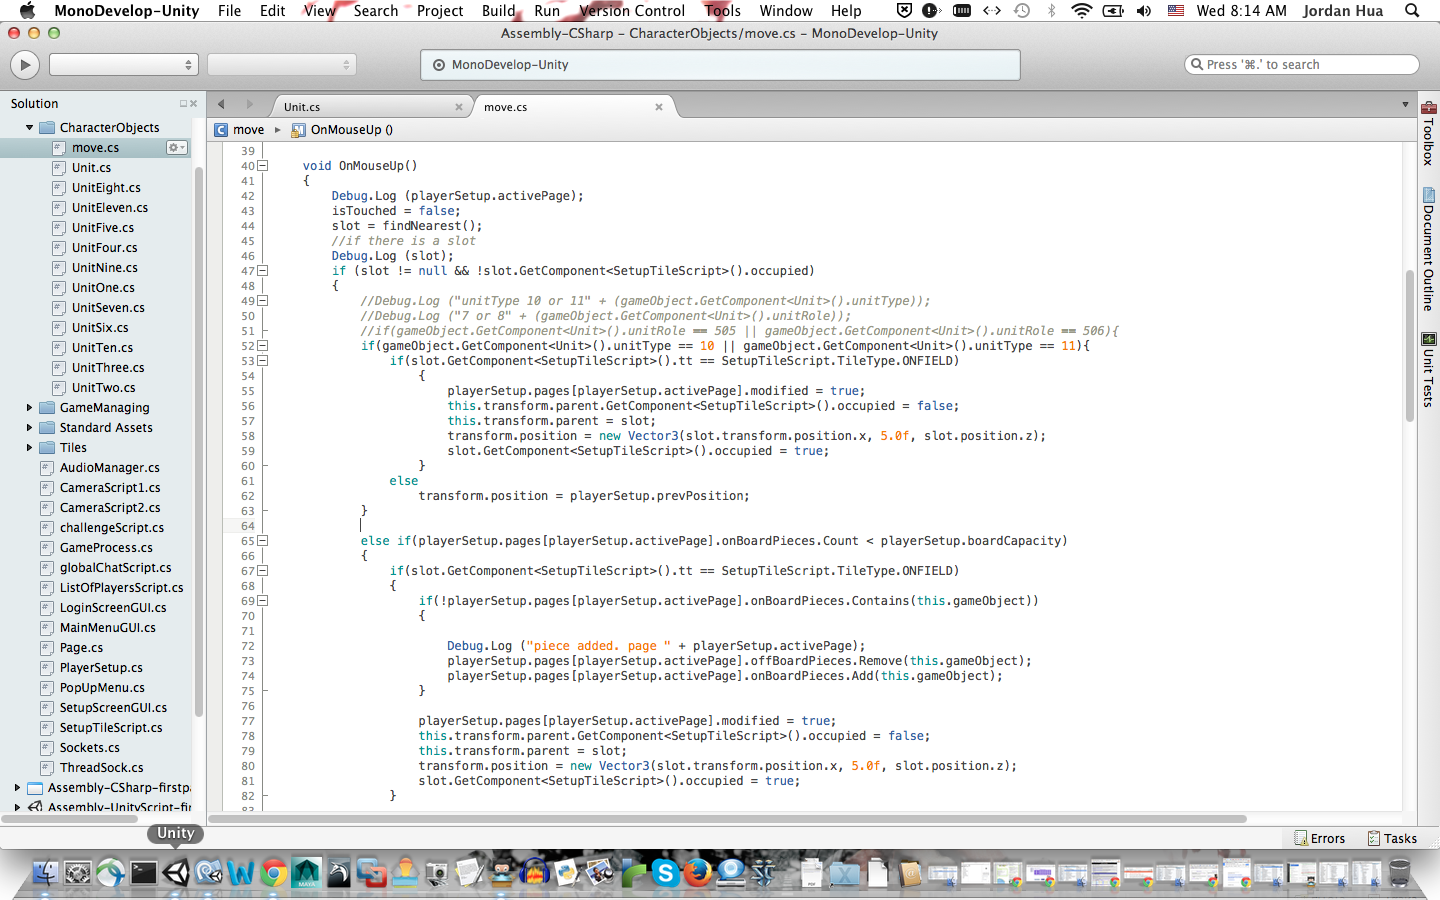 MonoDevelop-Unity File Edit View Search Project Build Run Version Control Tools Window Help Wed 8:14 AM Jordan Hua
Assembly-CSharp – CharacterObjects/move.cs – MonoDevelop-Unity
MonoDevelop-Unity
Press '⌘.' to search
Solution
CharacterObjects
move.cs
Unit.cs
UnitEight.cs
UnitEleven.cs
UnitFive.cs
UnitFour.cs
UnitNine.cs
UnitOne.cs
UnitSeven.cs
UnitSix.cs
UnitTen.cs
UnitThree.cs
UnitTwo.cs
GameManaging
Standard Assets
Tiles
AudioManager.cs
CameraScript1.cs
CameraScript2.cs
challengeScript.cs
GameProcess.cs
globalChatScript.cs
ListOfPlayersScript.cs
LoginScreenGUI.cs
MainMenuGUI.cs
Page.cs
PlayerSetup.cs
PopUpMenu.cs
SetupScreenGUI.cs
SetupTileScript.cs
Sockets.cs
ThreadSock.cs
Assembly-CSharp-firstp
Assembly-UnityScript-fir
Unit.cs move.cs
move OnMouseUp ()
39
40 void OnMouseUp()
41 {
42 Debug.Log (playerSetup.activePage);
43 isTouched = false;
44 slot = findNearest();
45 //if there is a slot
46 Debug.Log (slot);
47 if (slot != null && !slot.GetComponent<SetupTileScript>().occupied)
48 {
49 //Debug.Log ("unitType 10 or 11" + (gameObject.GetComponent<Unit>().unitType));
50 //Debug.Log ("7 or 8" + (gameObject.GetComponent<Unit>().unitRole));
51 //if(gameObject.GetComponent<Unit>().unitRole == 505 || gameObject.GetComponent<Unit>().unitRole == 506){
52 if(gameObject.GetComponent<Unit>().unitType == 10 || gameObject.GetComponent<Unit>().unitType == 11){
53 if(slot.GetComponent<SetupTileScript>().tt == SetupTileScript.TileType.ONFIELD)
54 {
55 playerSetup.pages[playerSetup.activePage].modified = true;
56 this.transform.parent.GetComponent<SetupTileScript>().occupied = false;
57 this.transform.parent = slot;
58 transform.position = new Vector3(slot.transform.position.x, 5.0f, slot.position.z);
59 slot.GetComponent<SetupTileScript>().occupied = true;
60 }
61 else
62 transform.position = playerSetup.prevPosition;
63 }
64
65 else if(playerSetup.pages[playerSetup.activePage].onBoardPieces.Count < playerSetup.boardCapacity)
66 {
67 if(slot.GetComponent<SetupTileScript>().tt == SetupTileScript.TileType.ONFIELD)
68 {
69 if(!playerSetup.pages[playerSetup.activePage].onBoardPieces.Contains(this.gameObject))
70 {
71
72 Debug.Log ("piece added. page " + playerSetup.activePage);
73 playerSetup.pages[playerSetup.activePage].offBoardPieces.Remove(this.gameObject);
74 playerSetup.pages[playerSetup.activePage].onBoardPieces.Add(this.gameObject);
75 }
76
77 playerSetup.pages[playerSetup.activePage].modified = true;
78 this.transform.parent.GetComponent<SetupTileScript>().occupied = false;
79 this.transform.parent = slot;
80 transform.position = new Vector3(slot.transform.position.x, 5.0f, slot.position.z);
81 slot.GetComponent<SetupTileScript>().occupied = true;
82 }
Toolbox
Document Outline
Unit Tests
Errors Tasks
Unity
MAYA
PDF